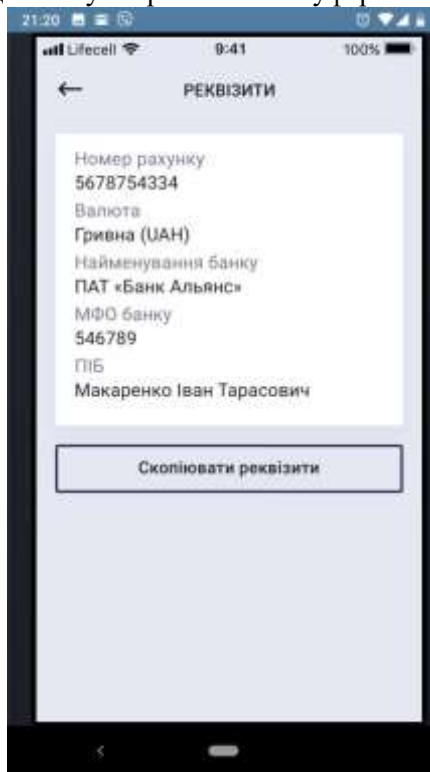 21:20
Lifecell 9:41 100%
РЕКВІЗИТИ
Номер рахунку
5678754334
Валюта
Гривна (UAH)
Найменування банку
ПАТ «Банк Альянс»
МФО банку
546789
ПІБ
Макаренко Іван Тарасович
Скопіювати реквізити